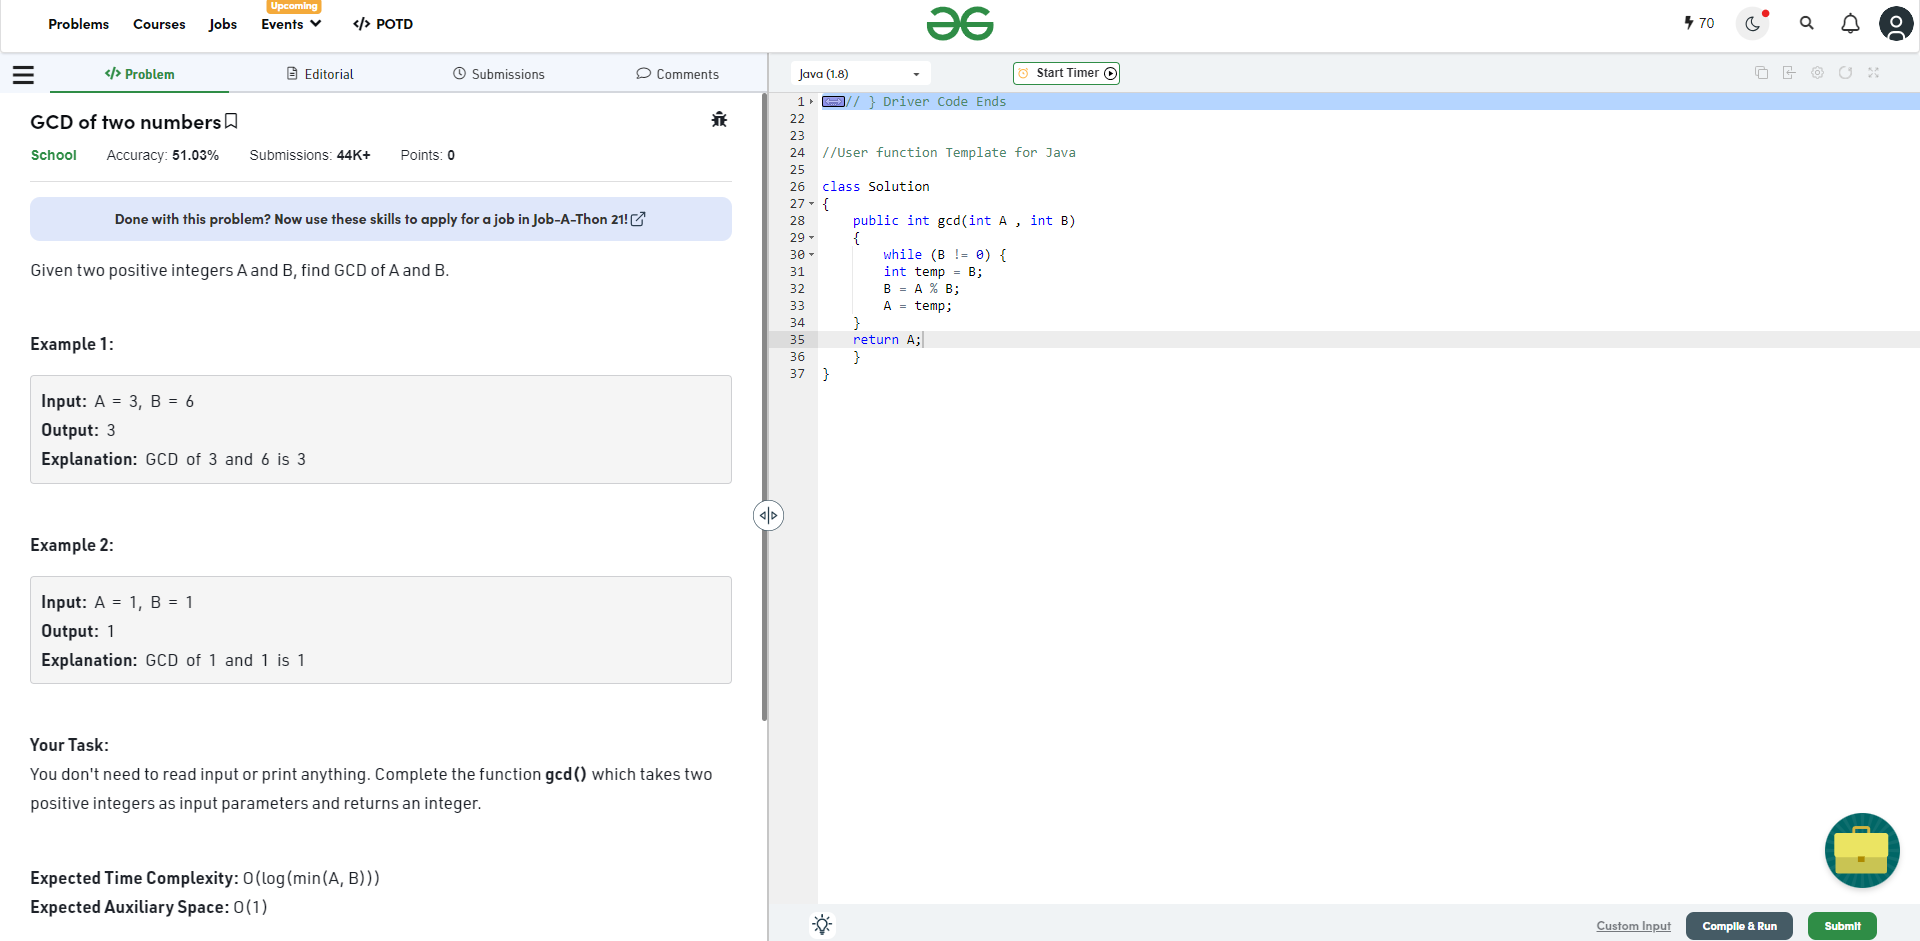 Problems Courses Jobs Upcoming Events </> POTD 70
</> Problem Editorial Submissions Comments
GCD of two numbers
School Accuracy: 51.03% Submissions: 44K+ Points: 0
Done with this problem? Now use these skills to apply for a job in Job-A-Thon 21!
Given two positive integers A and B, find GCD of A and B.
Example 1:
Input: A = 3, B = 6
Output: 3
Explanation: GCD of 3 and 6 is 3
Example 2:
Input: A = 1, B = 1
Output: 1
Explanation: GCD of 1 and 1 is 1
Your Task:
You don't need to read input or print anything. Complete the function gcd() which takes two
positive integers as input parameters and returns an integer.
Expected Time Complexity: O(log(min(A, B)))
Expected Auxiliary Space: O(1)
Java (1.8) Start Timer
1 // } Driver Code Ends
22
23
24 //User function Template for Java
25
26 class Solution
27 {
28 public int gcd(int A , int B)
29 {
30 while (B != 0) {
31 int temp = B;
32 B = A % B;
33 A = temp;
34 }
35 return A;
36 }
37 }
Custom Input Compile & Run Submit